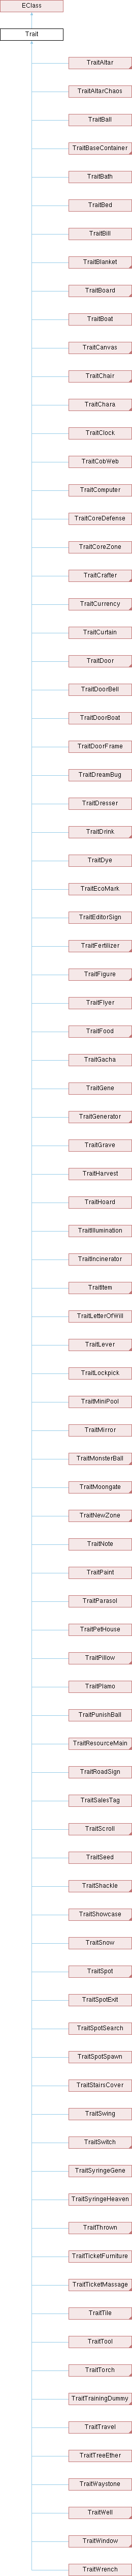 EClass
Trait
TraitAltar
TraitAltarChaos
TraitBall
TraitBaseContainer
TraitBath
TraitBed
TraitBill
TraitBlanket
TraitBoard
TraitBoat
TraitCanvas
TraitChair
TraitChara
TraitClock
TraitCobWeb
TraitComputer
TraitCoreDefense
TraitCoreZone
TraitCrafter
TraitCurrency
TraitCurtain
TraitDoor
TraitDoorBell
TraitDoorBoat
TraitDoorFrame
TraitDreamBug
TraitDresser
TraitDrink
TraitDye
TraitEcoMark
TraitEditorSign
TraitFertilizer
TraitFigure
TraitFlyer
TraitFood
TraitGacha
TraitGene
TraitGenerator
TraitGrave
TraitHarvest
TraitHoard
TraitIllumination
TraitIncinerator
TraitItem
TraitLetterOfWill
TraitLever
TraitLockpick
TraitMiniPool
TraitMirror
TraitMonsterBall
TraitMoongate
TraitNewZone
TraitNote
TraitPaint
TraitParasol
TraitPetHouse
TraitPillow
TraitPlamo
TraitPunishBall
TraitResourceMain
TraitRoadSign
TraitSalesTag
TraitScroll
TraitSeed
TraitShackle
TraitShowcase
TraitSnow
TraitSpot
TraitSpotExit
TraitSpotSearch
TraitSpotSpawn
TraitStairsCover
TraitSwing
TraitSwitch
TraitSyringeGene
TraitSyringeHeaven
TraitThrown
TraitTicketFurniture
TraitTicketMassage
TraitTile
TraitTool
TraitTorch
TraitTrainingDummy
TraitTravel
TraitTreeEther
TraitWaystone
TraitWell
TraitWindow
TraitWrench